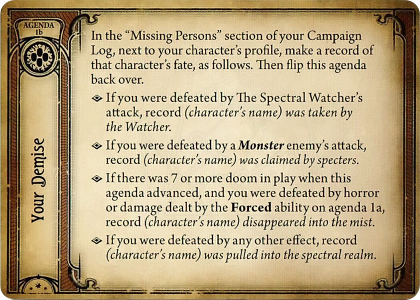 AGENDA
1b
Your Demise
In the “Missing Persons” section of your Campaign
Log, next to your character’s profile, make a record of
that character’s fate, as follows. Then flip this agenda
back over.
If you were defeated by The Spectral Watcher’s
attack, record (character’s name) was taken by
the Watcher.
If you were defeated by a Monster enemy’s attack,
record (character’s name) was claimed by specters.
If there was 7 or more doom in play when this
agenda advanced, and you were defeated by horror
or damage dealt by the Forced ability on agenda 1a,
record (character’s name) disappeared into the mist.
If you were defeated by any other effect, record
(character’s name) was pulled into the spectral realm.